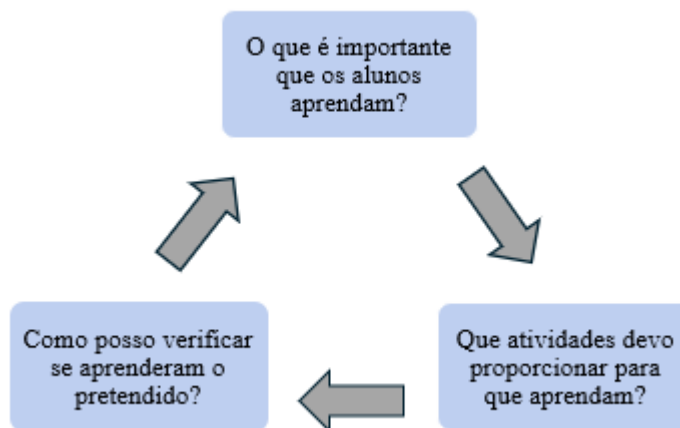 O que é importante
que os alunos
aprendam?
Que atividades devo
proporcionar para
que aprendam?
Como posso verificar
se aprenderam o
pretendido?